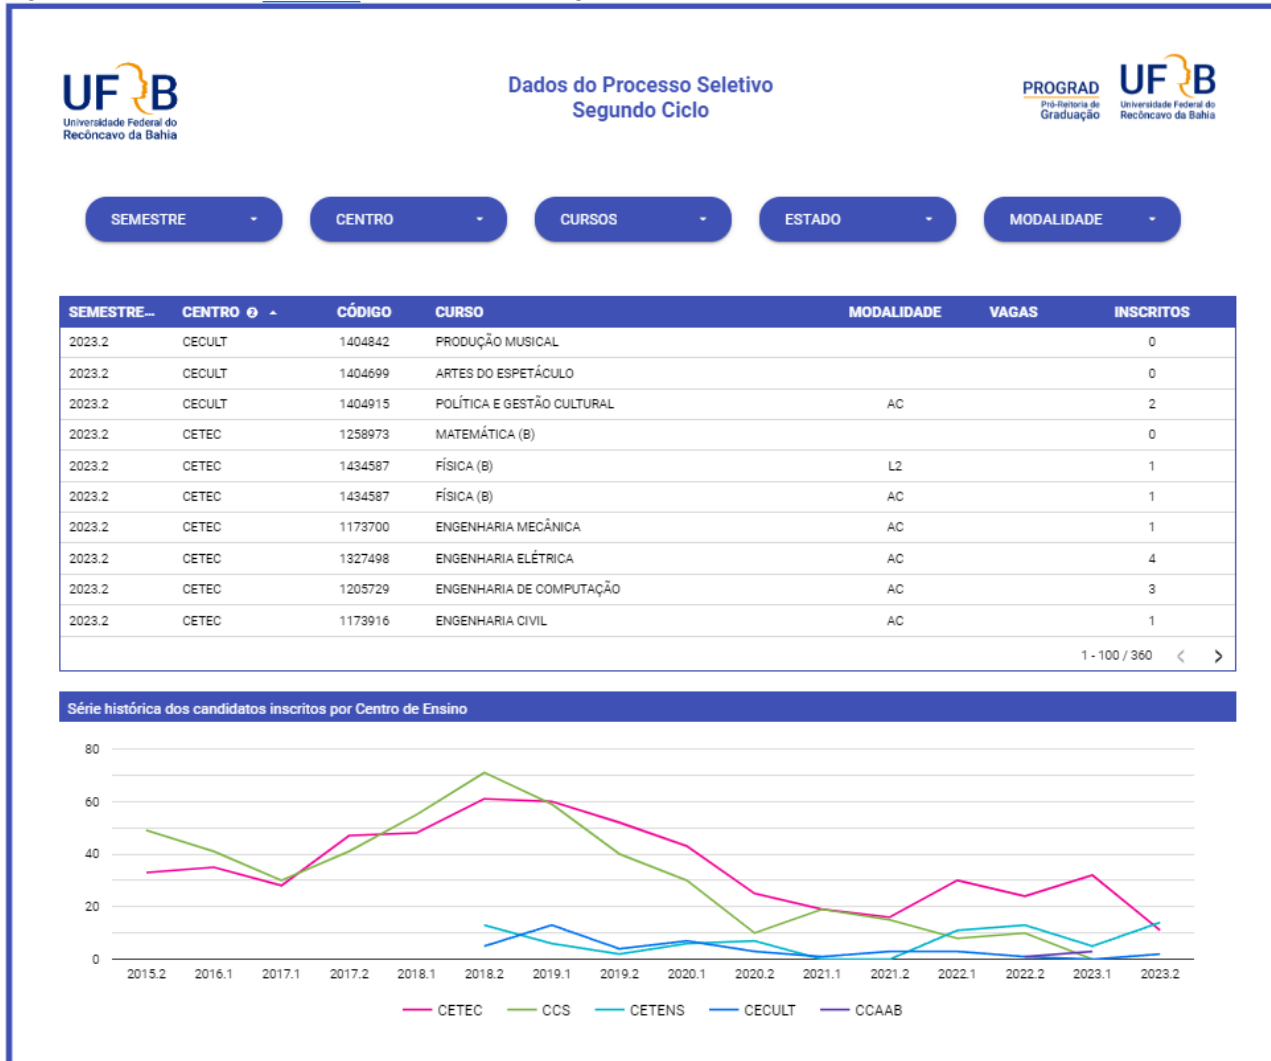 UFRB
Universidade Federal do
Recôncavo da Bahia
Dados do Processo Seletivo
Segundo Ciclo
PROGRAD
Pró-Reitoria de
Graduação
UFRB
Universidade Federal do
Recôncavo da Bahia
SEMESTRE CENTRO CURSOS ESTADO MODALIDADE
SEMESTRE... CENTRO 2 CÓDIGO CURSO MODALIDADE VAGAS INSCRITOS
2023.2 CECULT 1404842 PRODUÇÃO MUSICAL 0
2023.2 CECULT 1404699 ARTES DO ESPETÁCULO 0
2023.2 CECULT 1404915 POLÍTICA E GESTÃO CULTURAL AC 2
2023.2 CETEC 1258973 MATEMÁTICA (B) 0
2023.2 CETEC 1434587 FÍSICA (B) L2 1
2023.2 CETEC 1434587 FÍSICA (B) AC 1
2023.2 CETEC 1173700 ENGENHARIA MECÂNICA AC 1
2023.2 CETEC 1327498 ENGENHARIA ELÉTRICA AC 4
2023.2 CETEC 1205729 ENGENHARIA DE COMPUTAÇÃO AC 3
2023.2 CETEC 1173916 ENGENHARIA CIVIL AC 1
1 - 100 / 360 < >
Série histórica dos candidatos inscritos por Centro de Ensino
80
60
40
20
0
2015.2 2016.1 2017.1 2017.2 2018.1 2018.2 2019.1 2019.2 2020.1 2020.2 2021.1 2021.2 2022.1 2022.2 2023.1 2023.2
CETEC CCS CETENS CECULT CCAAB